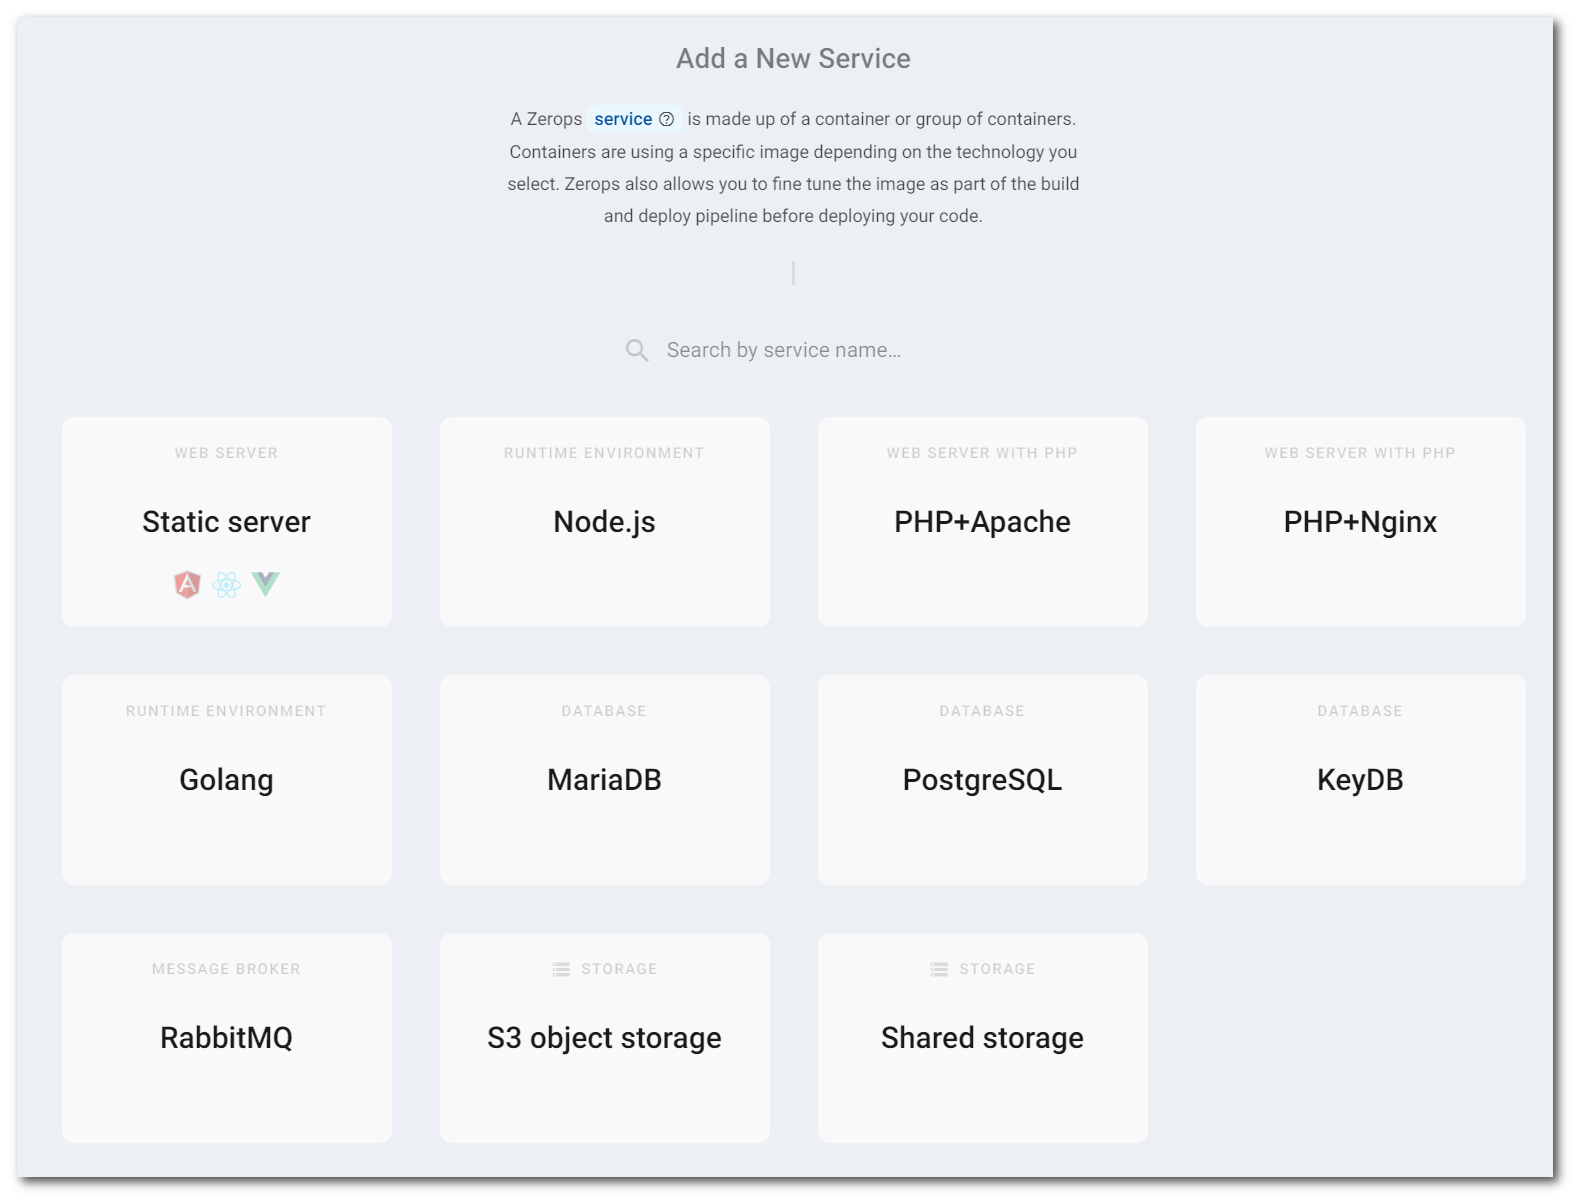 Add a New Service
A Zerops service is made up of a container or group of containers.
Containers are using a specific image depending on the technology you
select. Zerops also allows you to fine tune the image as part of the build
and deploy pipeline before deploying your code.
Search by service name...
WEB SERVER
Static server
RUNTIME ENVIRONMENT
Node.js
WEB SERVER WITH PHP
PHP+Apache
WEB SERVER WITH PHP
PHP+Nginx
RUNTIME ENVIRONMENT
Golang
DATABASE
MariaDB
DATABASE
PostgreSQL
DATABASE
KeyDB
MESSAGE BROKER
RabbitMQ
STORAGE
S3 object storage
STORAGE
Shared storage